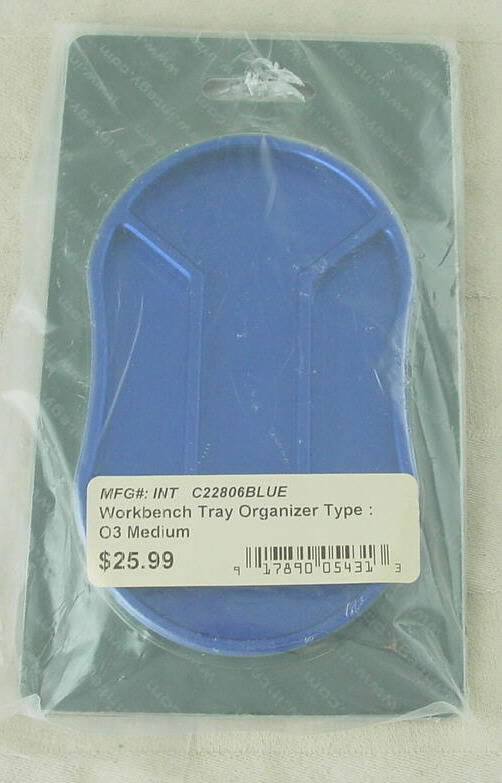 MFG#: INT C22806BLUE
Workbench Tray Organizer Type :
O3 Medium
$25.99
9 17890 05431 3